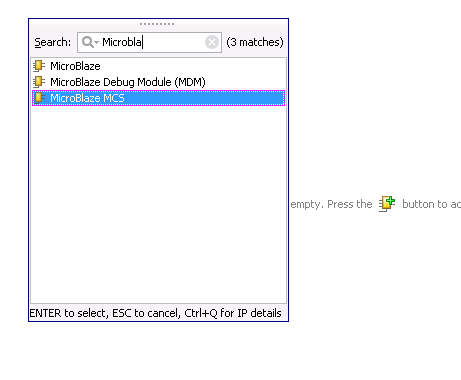 Search: Microbla (3 matches)
MicroBlaze
MicroBlaze Debug Module (MDM)
MicroBlaze MCS
empty. Press the button to
ENTER to select, ESC to cancel, Ctrl+Q for IP details